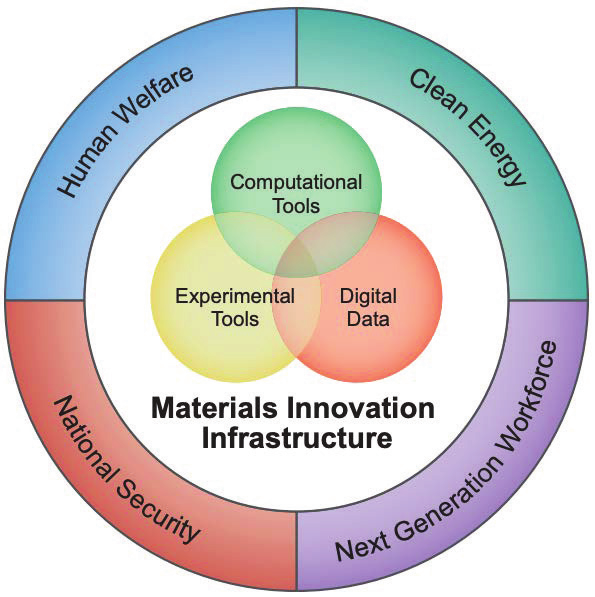 Human Welfare
Clean Energy
Computational
Tools
Experimental
Tools
Digital
Data
Materials Innovation
Infrastructure
National Security
Next Generation Workforce